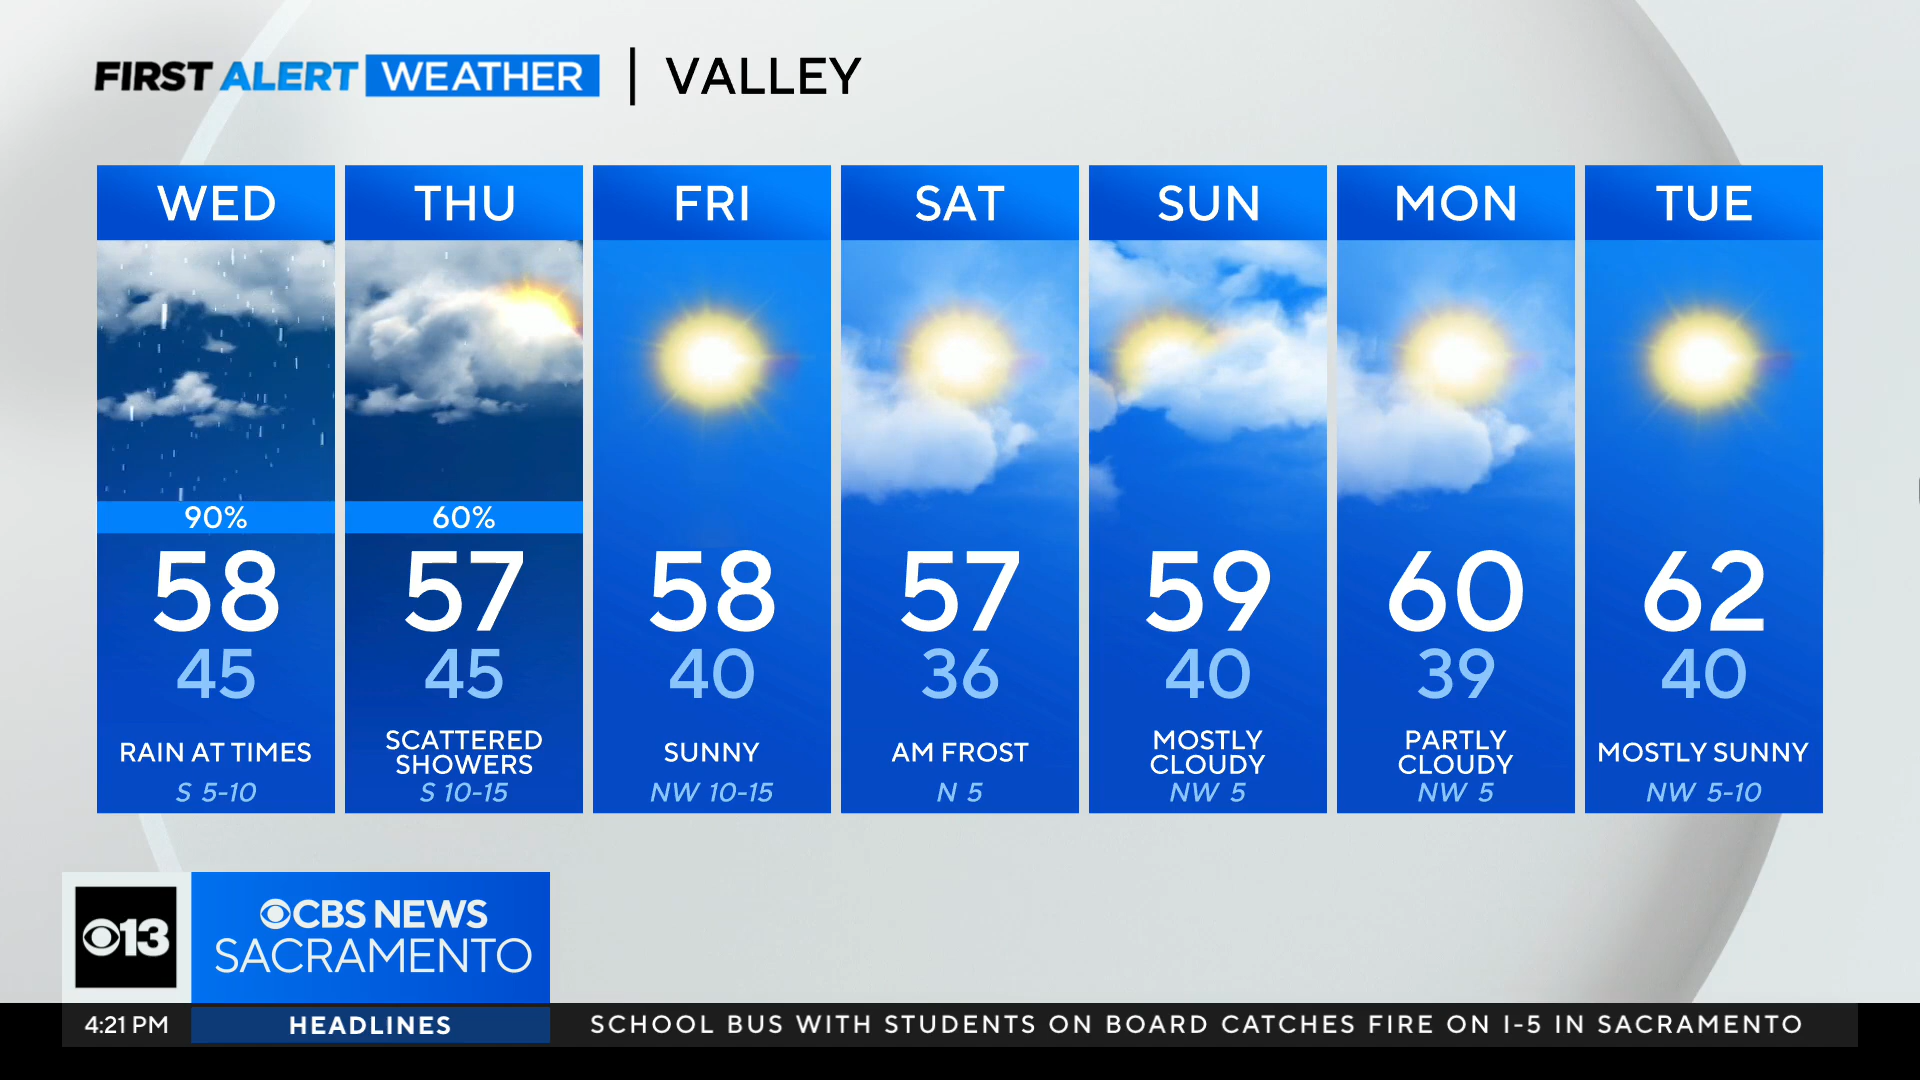 FIRST ALERT WEATHER | VALLEY
WED
90%
58
45
RAIN AT TIMES
S 5-10
THU
60%
57
45
SCATTERED
SHOWERS
S 10-15
FRI
58
40
SUNNY
NW 10-15
SAT
57
36
AM FROST
N 5
SUN
59
40
MOSTLY
CLOUDY
NW 5
MON
60
39
PARTLY
CLOUDY
NW 5
TUE
62
40
MOSTLY SUNNY
NW 5-10
13
CBS NEWS
SACRAMENTO
4:21 PM
HEADLINES
SCHOOL BUS WITH STUDENTS ON BOARD CATCHES FIRE ON I-5 IN SACRAMENTO